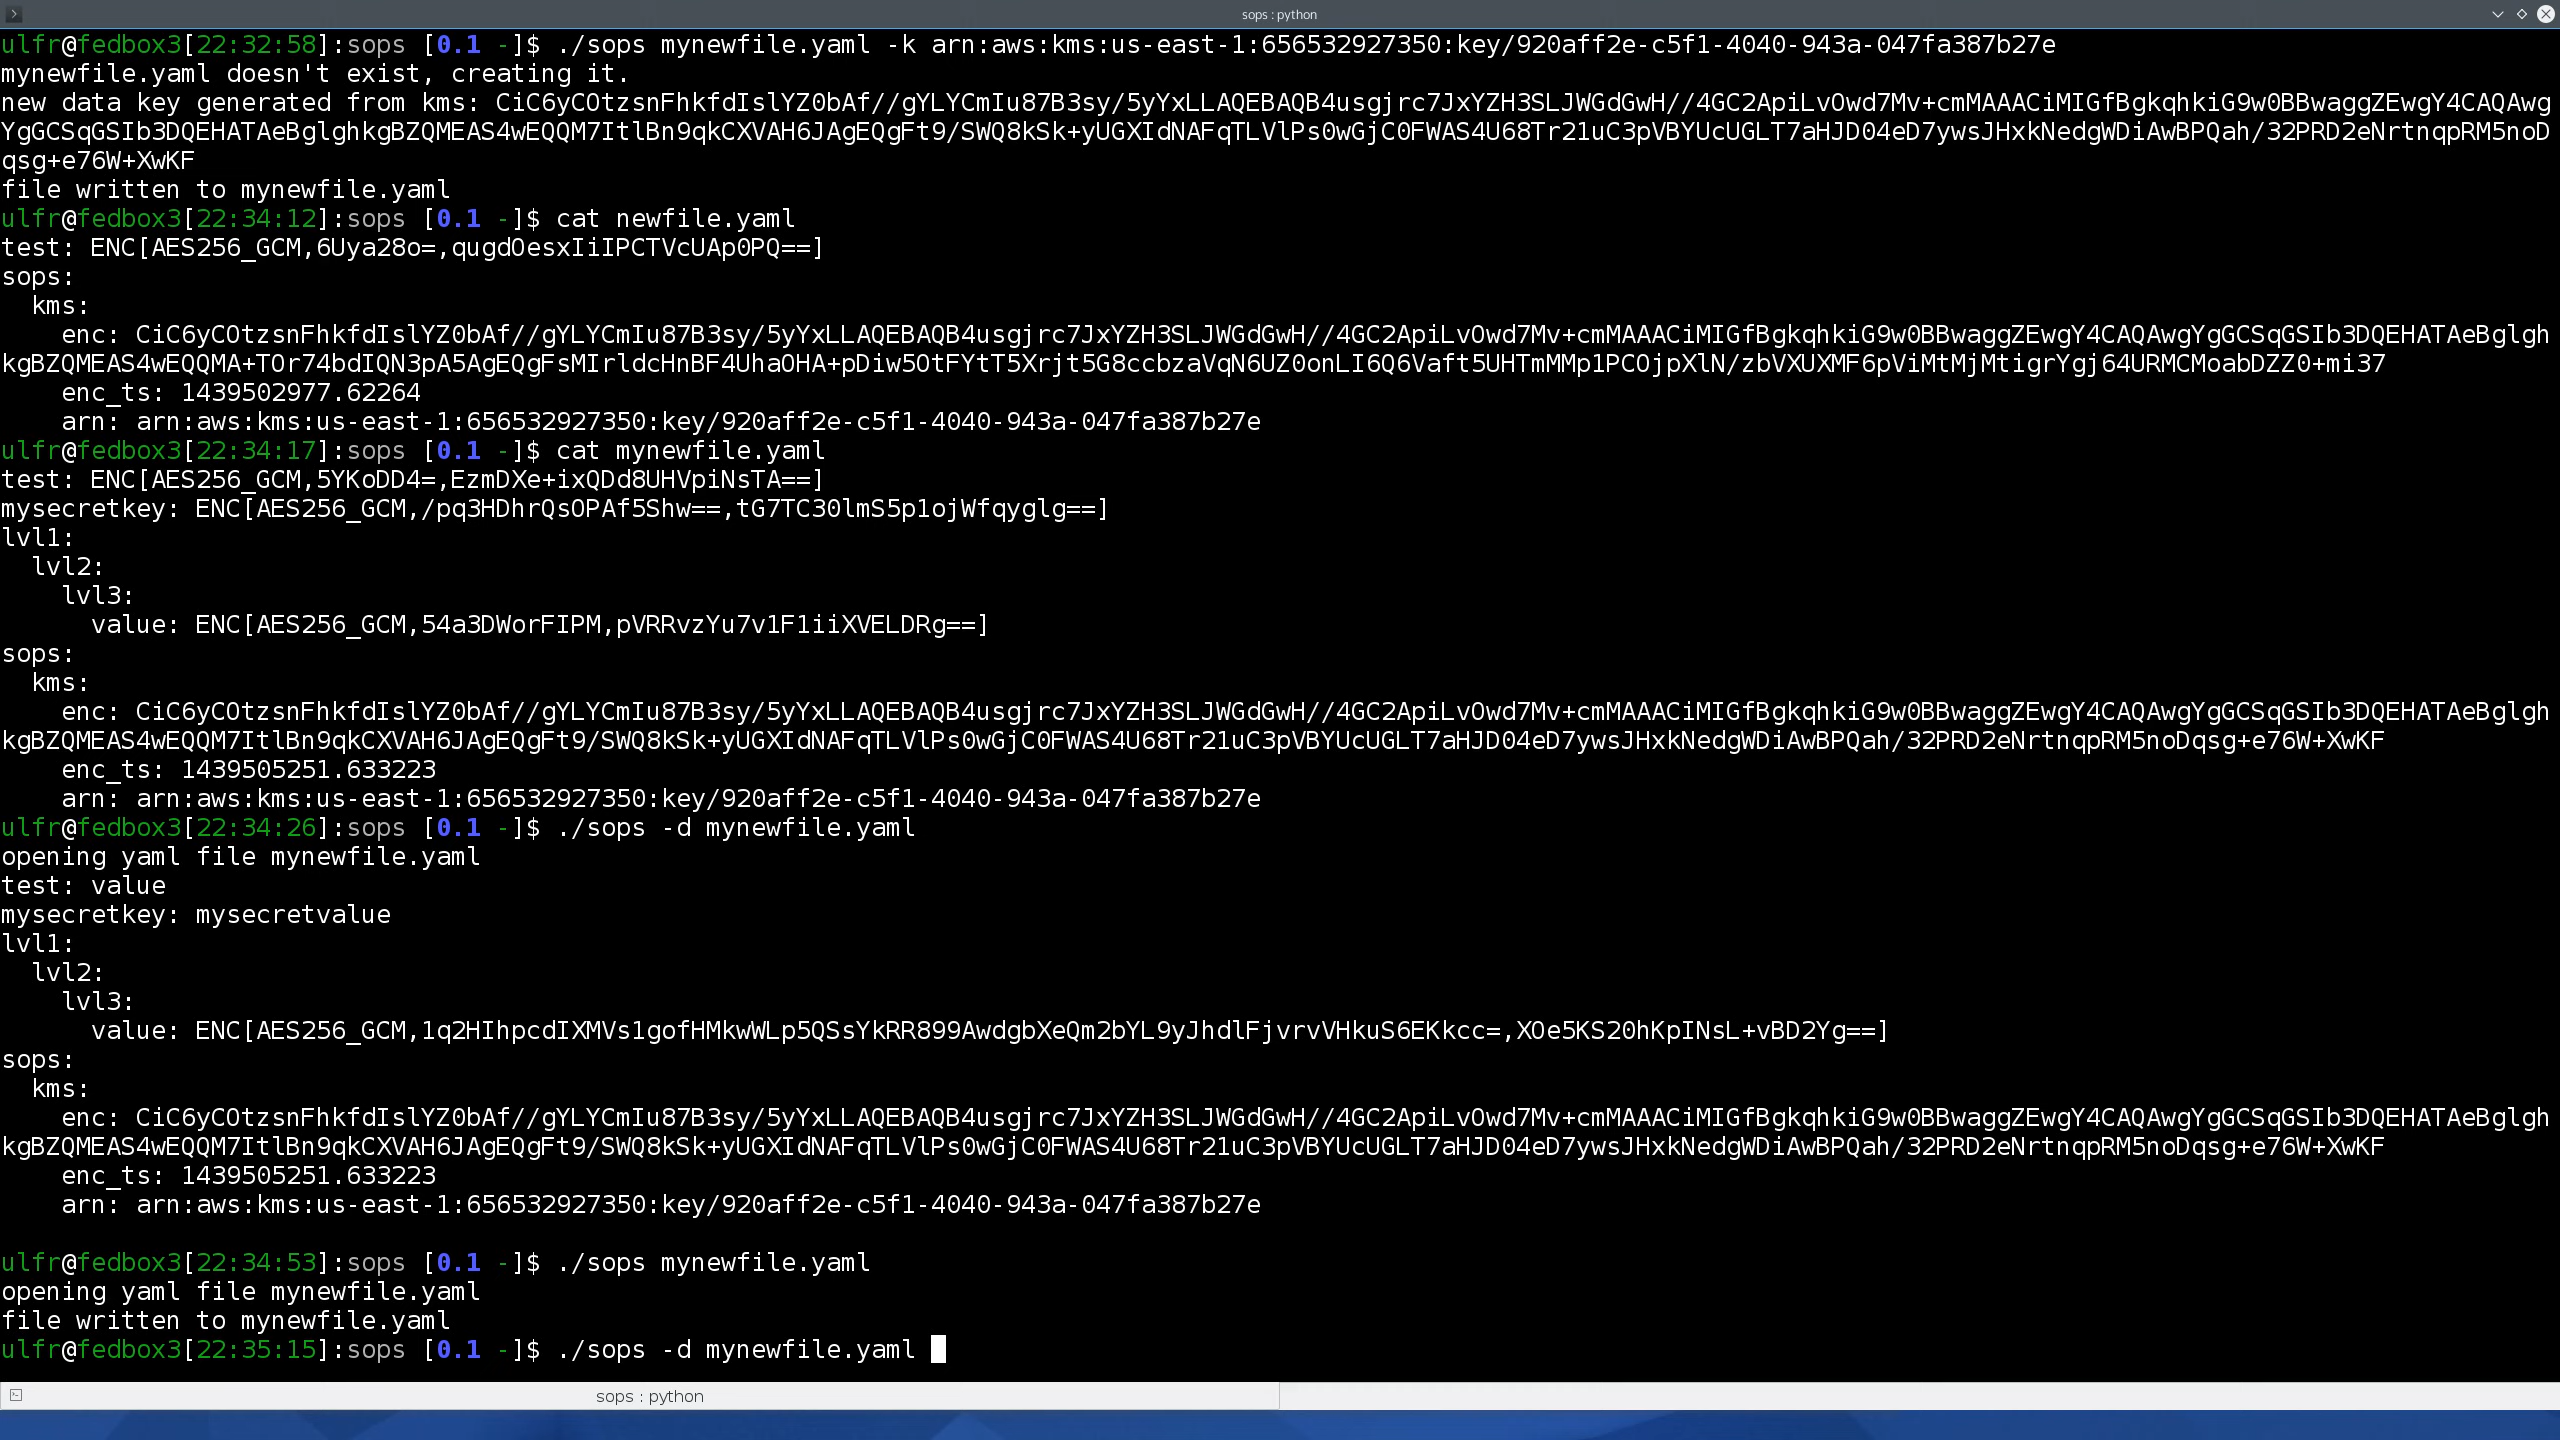 sops : python
ulfr@fedbox3[22:32:58]:sops [0.1 -]$ ./sops mynewfile.yaml -k arn:aws:kms:us-east-1:656532927350:key/920aff2e-c5f1-4040-943a-047fa387b27e
mynewfile.yaml doesn't exist, creating it.
new data key generated from kms: CiC6yCOtzsnFhkfdIslYZ0bAf//gYLYCmIu87B3sy/5yYxLLAQEBAQB4usgjrc7JxYZH3SLJWGdGwH//4GC2ApiLvOwd7Mv+cmMAAACiMIGfBgkqhkiG9w0BBwaggZEwgY4CAQAwg
YgGCSqGSIb3DQEHATAeBglghkgBZQMEAS4wEQQM7ItlBn9qkCXVAH6JAgEQgFt9/SWQ8kSk+yUGXIdNAFqTLVlPs0wGjC0FWAS4U68Tr21uC3pVBYUcUGLT7aHJD04eD7ywsJHxkNedgWDiAwBPQah/32PRD2eNrtnqpRM5noD
qsg+e76W+XwKF
file written to mynewfile.yaml
ulfr@fedbox3[22:34:12]:sops [0.1 -]$ cat newfile.yaml
test: ENC[AES256_GCM,6Uya28o=,qugdOesxIiIPCTVcUAp0PQ==]
sops:
  kms:
    enc: CiC6yCOtzsnFhkfdIslYZ0bAf//gYLYCmIu87B3sy/5yYxLLAQEBAQB4usgjrc7JxYZH3SLJWGdGwH//4GC2ApiLvOwd7Mv+cmMAAACiMIGfBgkqhkiG9w0BBwaggZEwgY4CAQAwgYgGCSqGSIb3DQEHATAeBglgh
kgBZQMEAS4wEQQMA+TOr74bdIQN3pA5AgEQgFsMIrldcHnBF4UhaOHA+pDiw5OtFYtT5Xrjt5G8ccbzaVqN6UZ0onLI6Q6Vaft5UHTmMMp1PCOjpXlN/zbVXUXMF6pViMtMjMtigrYgj64URMCMoabDZZ0+mi37
    enc_ts: 1439502977.62264
    arn: arn:aws:kms:us-east-1:656532927350:key/920aff2e-c5f1-4040-943a-047fa387b27e
ulfr@fedbox3[22:34:17]:sops [0.1 -]$ cat mynewfile.yaml
test: ENC[AES256_GCM,5YKoDD4=,EzmDXe+ixQDd8UHVpiNsTA==]
mysecretkey: ENC[AES256_GCM,/pq3HDhrQsOPAf5Shw==,tG7TC30lmS5p1ojWfqyglg==]
lvl1:
  lvl2:
    lvl3:
      value: ENC[AES256_GCM,54a3DWorFIPM,pVRRvzYu7v1F1iiXVELDRg==]
sops:
  kms:
    enc: CiC6yCOtzsnFhkfdIslYZ0bAf//gYLYCmIu87B3sy/5yYxLLAQEBAQB4usgjrc7JxYZH3SLJWGdGwH//4GC2ApiLvOwd7Mv+cmMAAACiMIGfBgkqhkiG9w0BBwaggZEwgY4CAQAwgYgGCSqGSIb3DQEHATAeBglgh
kgBZQMEAS4wEQQM7ItlBn9qkCXVAH6JAgEQgFt9/SWQ8kSk+yUGXIdNAFqTLVlPs0wGjC0FWAS4U68Tr21uC3pVBYUcUGLT7aHJD04eD7ywsJHxkNedgWDiAwBPQah/32PRD2eNrtnqpRM5noDqsg+e76W+XwKF
    enc_ts: 1439505251.633223
    arn: arn:aws:kms:us-east-1:656532927350:key/920aff2e-c5f1-4040-943a-047fa387b27e
ulfr@fedbox3[22:34:26]:sops [0.1 -]$ ./sops -d mynewfile.yaml
opening yaml file mynewfile.yaml
test: value
mysecretkey: mysecretvalue
lvl1:
  lvl2:
    lvl3:
      value: ENC[AES256_GCM,1q2HIhpcdIXMVs1gofHMkwWLp5QSsYkRR899AwdgbXeQm2bYL9yJhdlFjvrvVHkuS6EKkcc=,XOe5KS20hKpINsL+vBD2Yg==]
sops:
  kms:
    enc: CiC6yCOtzsnFhkfdIslYZ0bAf//gYLYCmIu87B3sy/5yYxLLAQEBAQB4usgjrc7JxYZH3SLJWGdGwH//4GC2ApiLvOwd7Mv+cmMAAACiMIGfBgkqhkiG9w0BBwaggZEwgY4CAQAwgYgGCSqGSIb3DQEHATAeBglgh
kgBZQMEAS4wEQQM7ItlBn9qkCXVAH6JAgEQgFt9/SWQ8kSk+yUGXIdNAFqTLVlPs0wGjC0FWAS4U68Tr21uC3pVBYUcUGLT7aHJD04eD7ywsJHxkNedgWDiAwBPQah/32PRD2eNrtnqpRM5noDqsg+e76W+XwKF
    enc_ts: 1439505251.633223
    arn: arn:aws:kms:us-east-1:656532927350:key/920aff2e-c5f1-4040-943a-047fa387b27e
ulfr@fedbox3[22:34:53]:sops [0.1 -]$ ./sops mynewfile.yaml
opening yaml file mynewfile.yaml
file written to mynewfile.yaml
ulfr@fedbox3[22:35:15]:sops [0.1 -]$ ./sops -d mynewfile.yaml
sops : python